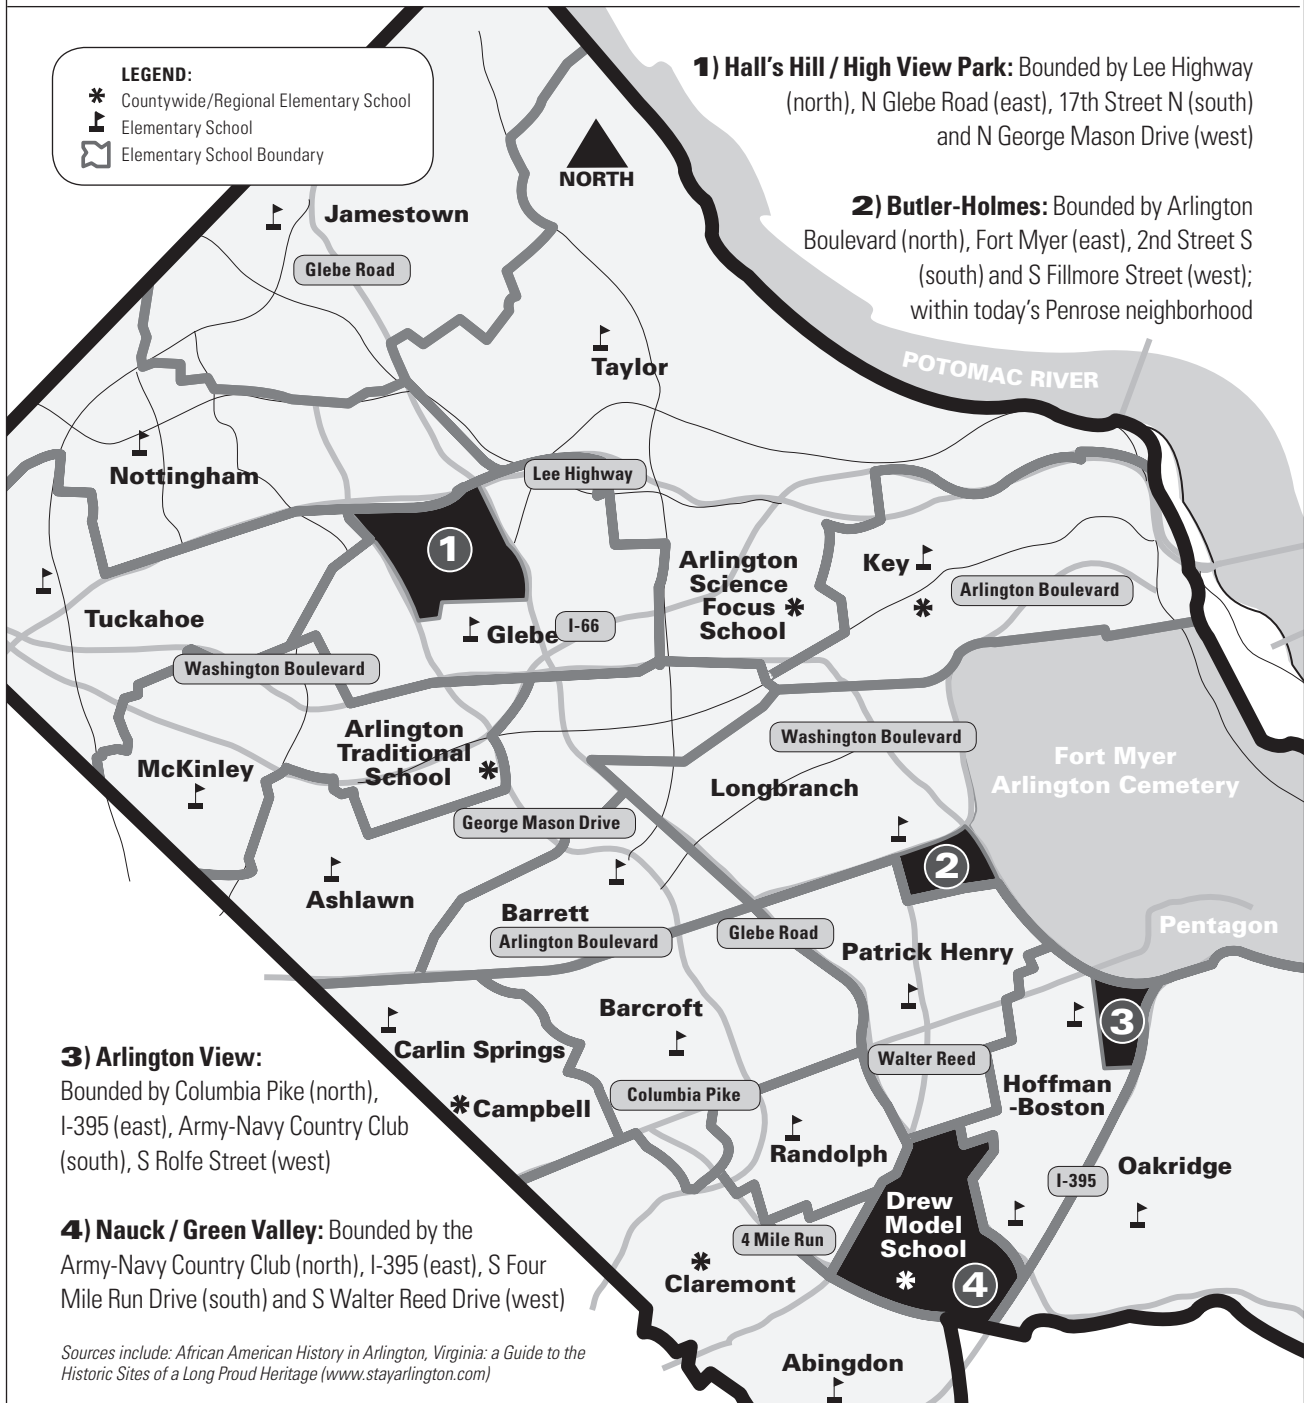 LEGEND:
Countywide/Regional Elementary School
Elementary School
Elementary School Boundary
1) Hall's Hill / High View Park: Bounded by Lee Highway
(north), N Glebe Road (east), 17th Street N (south)
and N George Mason Drive (west)
NORTH
2) Butler-Holmes: Bounded by Arlington
Boulevard (north), Fort Myer (east), 2nd Street S
(south) and S Fillmore Street (west);
within today's Penrose neighborhood
Jamestown
Glebe Road
Taylor
POTOMAC RIVER
Nottingham
Lee Highway
1
Arlington
Science
Focus
School
Key
Arlington Boulevard
Tuckahoe
Glebe
I-66
Washington Boulevard
Arlington
Traditional
School
Washington Boulevard
McKinley
Fort Myer
Arlington Cemetery
Longbranch
George Mason Drive
2
Ashlawn
Barrett
Arlington Boulevard
Glebe Road
Pentagon
Patrick Henry
Barcroft
3
Carlin Springs
Walter Reed
Hoffman
-Boston
Columbia Pike
Campbell
Randolph
Oakridge
I-395
Drew
Model
School
4 Mile Run
Claremont
4
Abingdon
3) Arlington View:
Bounded by Columbia Pike (north),
I-395 (east), Army-Navy Country Club
(south), S Rolfe Street (west)
4) Nauck / Green Valley: Bounded by the
Army-Navy Country Club (north), I-395 (east), S Four
Mile Run Drive (south) and S Walter Reed Drive (west)
Sources include: African American History in Arlington, Virginia: a Guide to the
Historic Sites of a Long Proud Heritage (www.stayarlington.com)